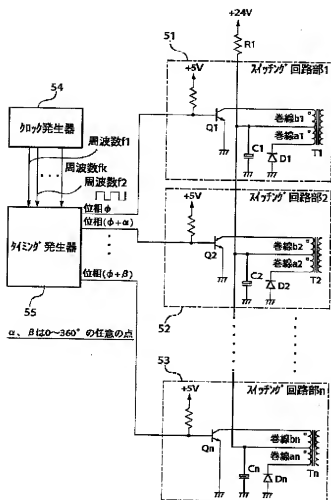 +24V
R1
51
スイッチング回路部1
+5V
Q1
巻線b1
巻線a1
C1
D1
T1
54
クロック発生器
周波数f1
周波数fk
周波数f2
位相φ
位相(φ+α)
位相(φ+β)
タイミング発生器
55
α、βは0~360°の任意の点
スイッチング回路部2
+5V
Q2
巻線b2
巻線a2
C2
D2
T2
52
53
スイッチング回路部n
+5V
Qn
巻線bn
巻線an
Cn
Dn
Tn